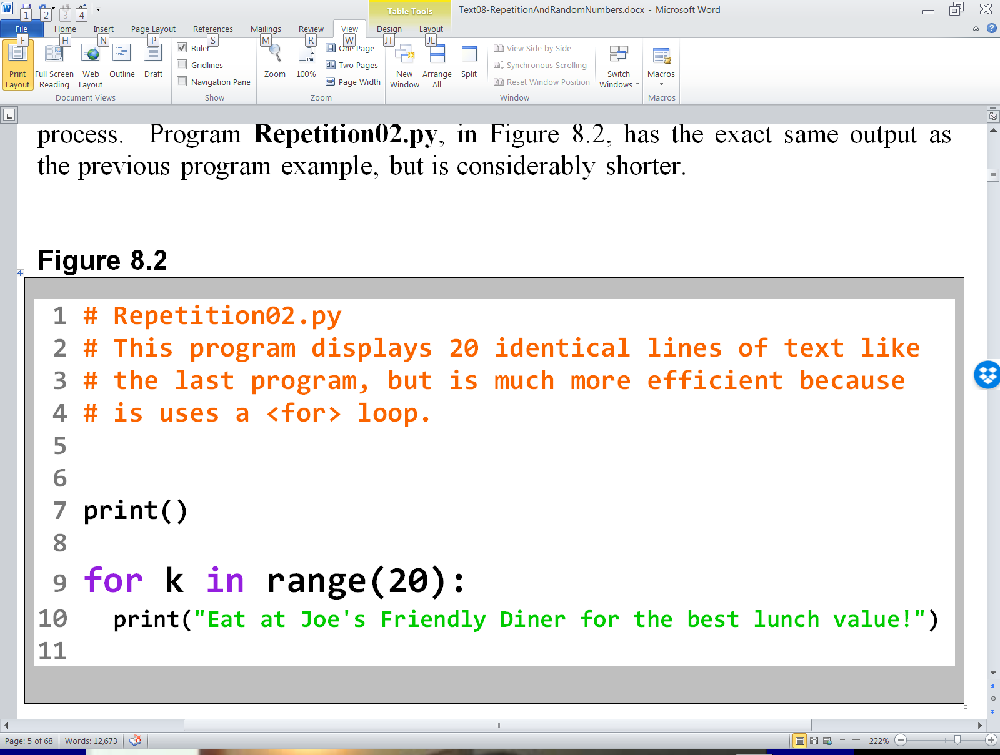 W 1 2 3 4 Table Tools Text08-RepetitionAndRandomNumbers.docx - Microsoft Word
File Home Insert Page Layout References Mailings Review View Design Layout
F H N P S M R W JT JL
Ruler One Page View Side by Side
Gridlines Two Pages Synchronous Scrolling
Navigation Pane Page Width Reset Window Position
Print Layout Full Screen Reading Web Layout Outline Draft Zoom 100% New Window Arrange All Split Switch Windows Macros
Document Views Show Zoom Window Macros
process. Program Repetition02.py, in Figure 8.2, has the exact same output as
the previous program example, but is considerably shorter.
Figure 8.2
1 # Repetition02.py
2 # This program displays 20 identical lines of text like
3 # the last program, but is much more efficient because
4 # is uses a <for> loop.
5
6
7 print()
8
9 for k in range(20):
10 print("Eat at Joe's Friendly Diner for the best lunch value!")
11
Page: 5 of 68 Words: 12,673 222%